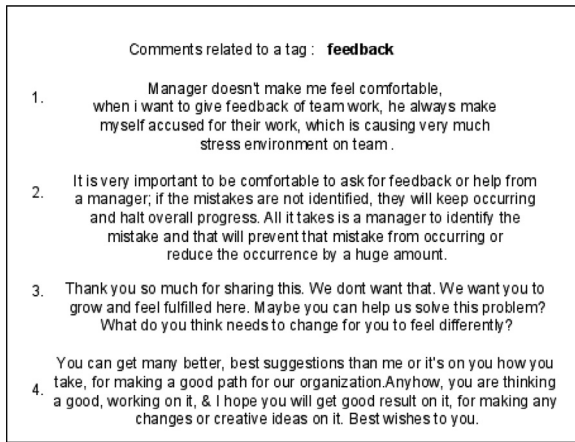 Comments related to a tag : feedback
Manager doesn't make me feel comfortable,
1.
when i want to give feedback of team work, he always make
myself accused for their work, which is causing very much
stress environment on team .
It is very important to be comfortable to ask for feedback or help from
2.
a manager; if the mistakes are not identified, they will keep occurring
and halt overall progress. All it takes is a manager to identify the
mistake and that will prevent that mistake from occurring or
reduce the occurrence by a huge amount.
3. Thank you so much for sharing this. We dont want that. We want you to
grow and feel fulfilled here. Maybe you can help us solve this problem?
What do you think needs to change for you to feel differently?
You can get many better, best suggestions than me or it's on you how you
take, for making a good path for our organization.Anyhow, you are thinking
4.
a good, working on it, & I hope you will get good result on it, for making any
changes or creative ideas on it. Best wishes to you.